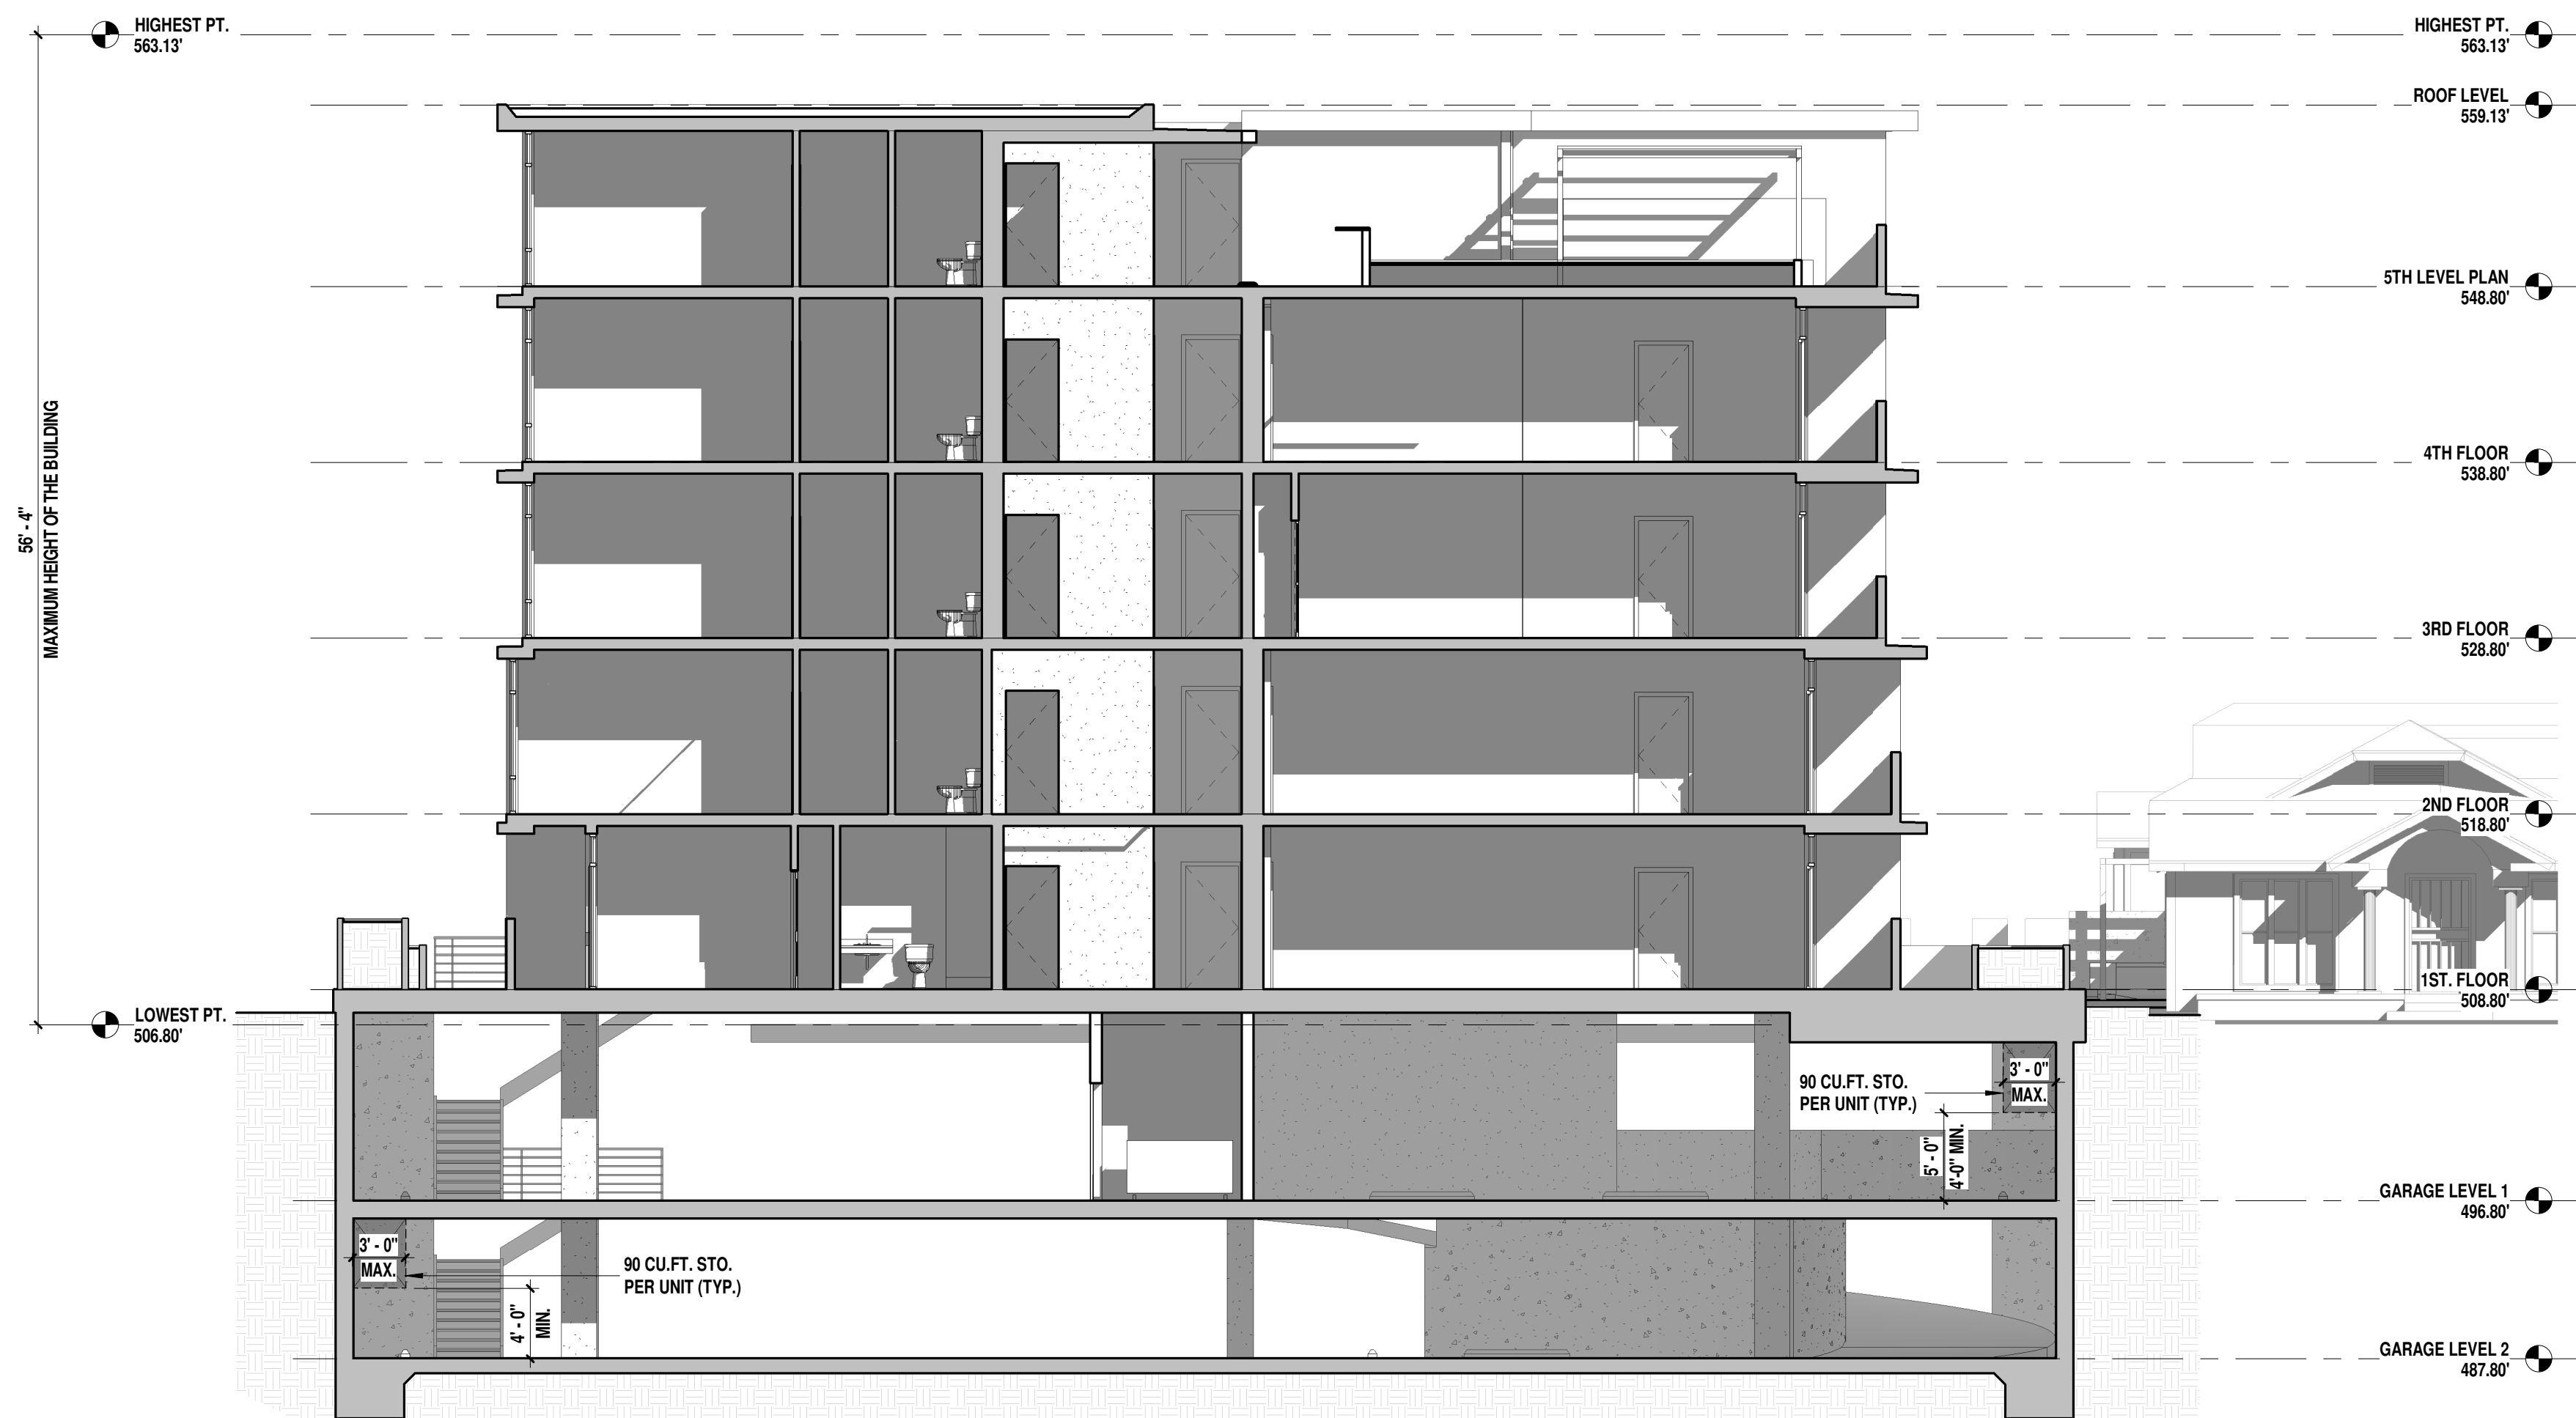 HIGHEST PT.
563.13'
HIGHEST PT.
563.13'
ROOF LEVEL
559.13'
5TH LEVEL PLAN
548.80'
4TH FLOOR
538.80'
56' - 4"
MAXIMUM HEIGHT OF THE BUILDING
3RD FLOOR
528.80'
2ND FLOOR
518.80'
1ST. FLOOR
508.80'
LOWEST PT.
506.80'
90 CU.FT. STO.
PER UNIT (TYP.)
3' - 0"
MAX.
5' - 0"
4'-0" MIN.
GARAGE LEVEL 1
496.80'
3' - 0"
MAX.
90 CU.FT. STO.
PER UNIT (TYP.)
4' - 0"
MIN.
GARAGE LEVEL 2
487.80'